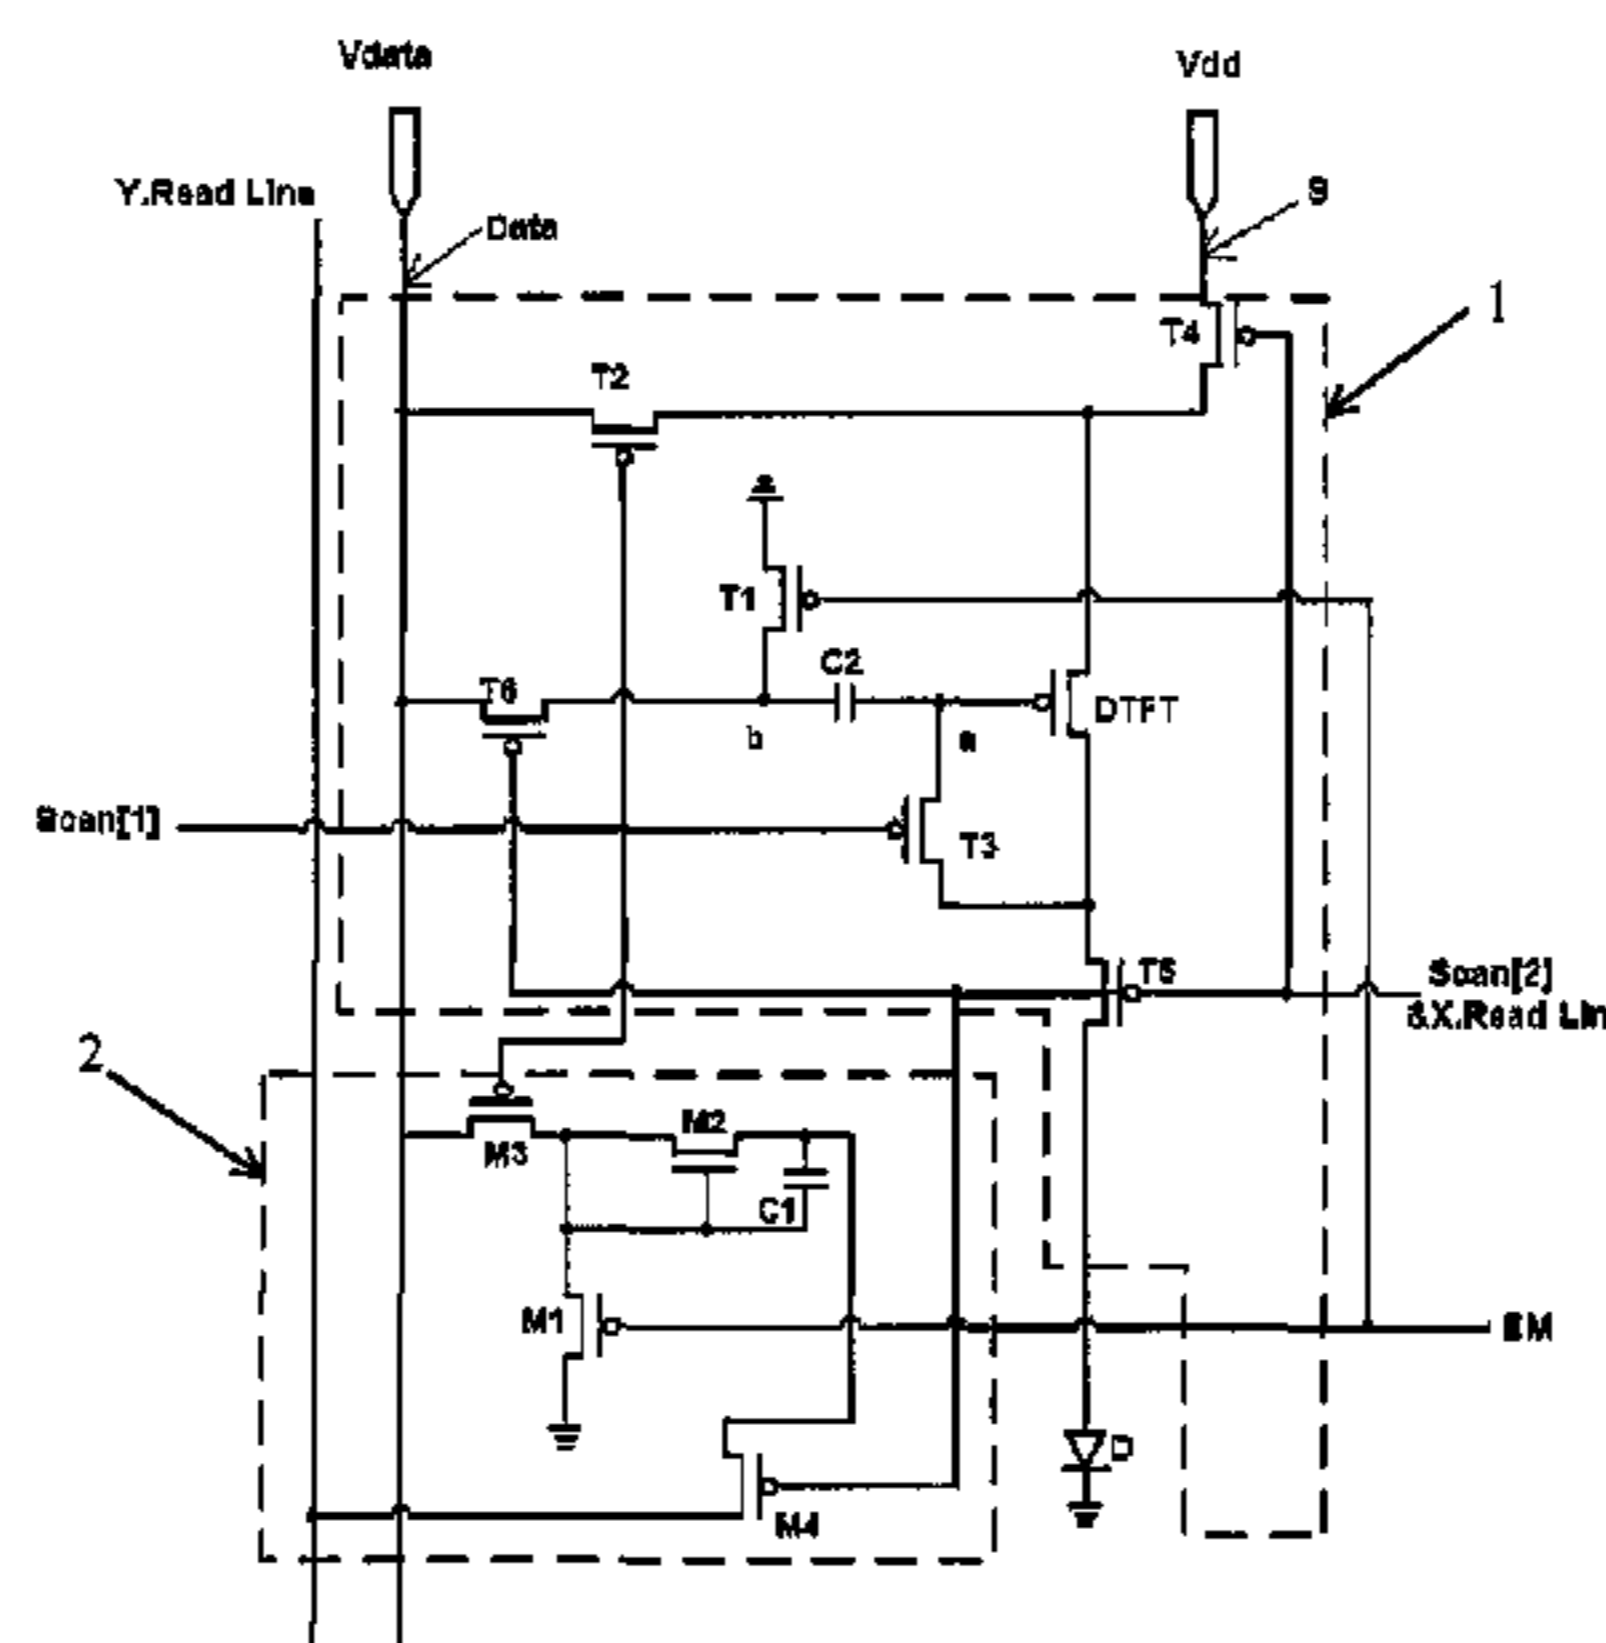 Vdata
Vdd
Y.Read Line
S
Data
1
T4
T2
T1
C2
T6
DTFT
b
a
Scan[1]
T3
T5
Scan[2]
&X.Read Lin
2
M2
M3
C1
M1
EM
D
M4